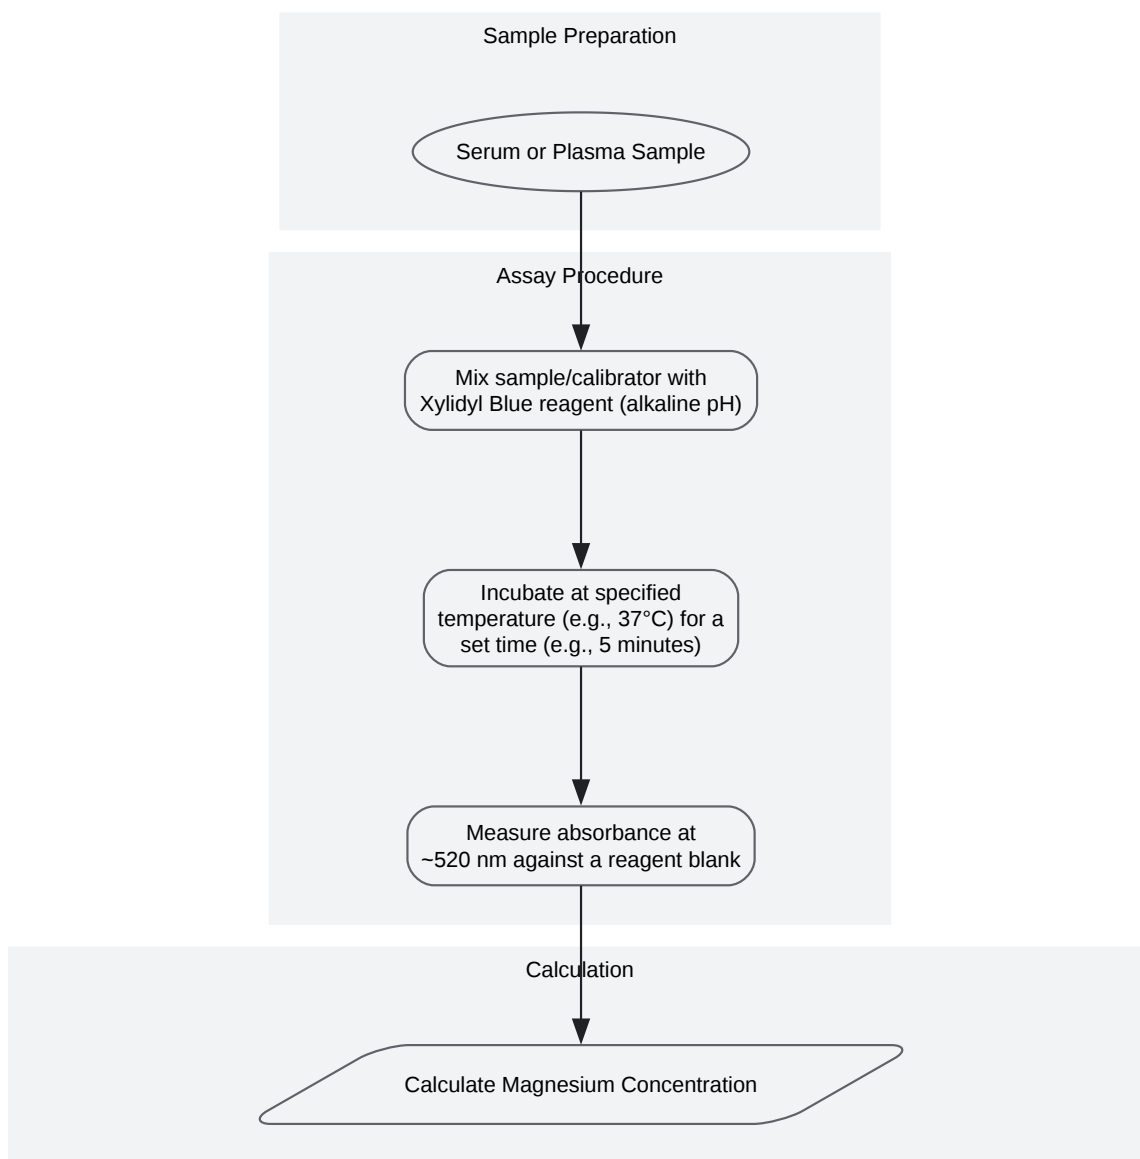 Sample Preparation
Serum or Plasma Sample
Assay Procedure
Mix sample/calibrator with
Xylidyl Blue reagent (alkaline pH)
Incubate at specified
temperature (e.g., 37°C) for a
set time (e.g., 5 minutes)
Measure absorbance at
~520 nm against a reagent blank
Calculation
Calculate Magnesium Concentration